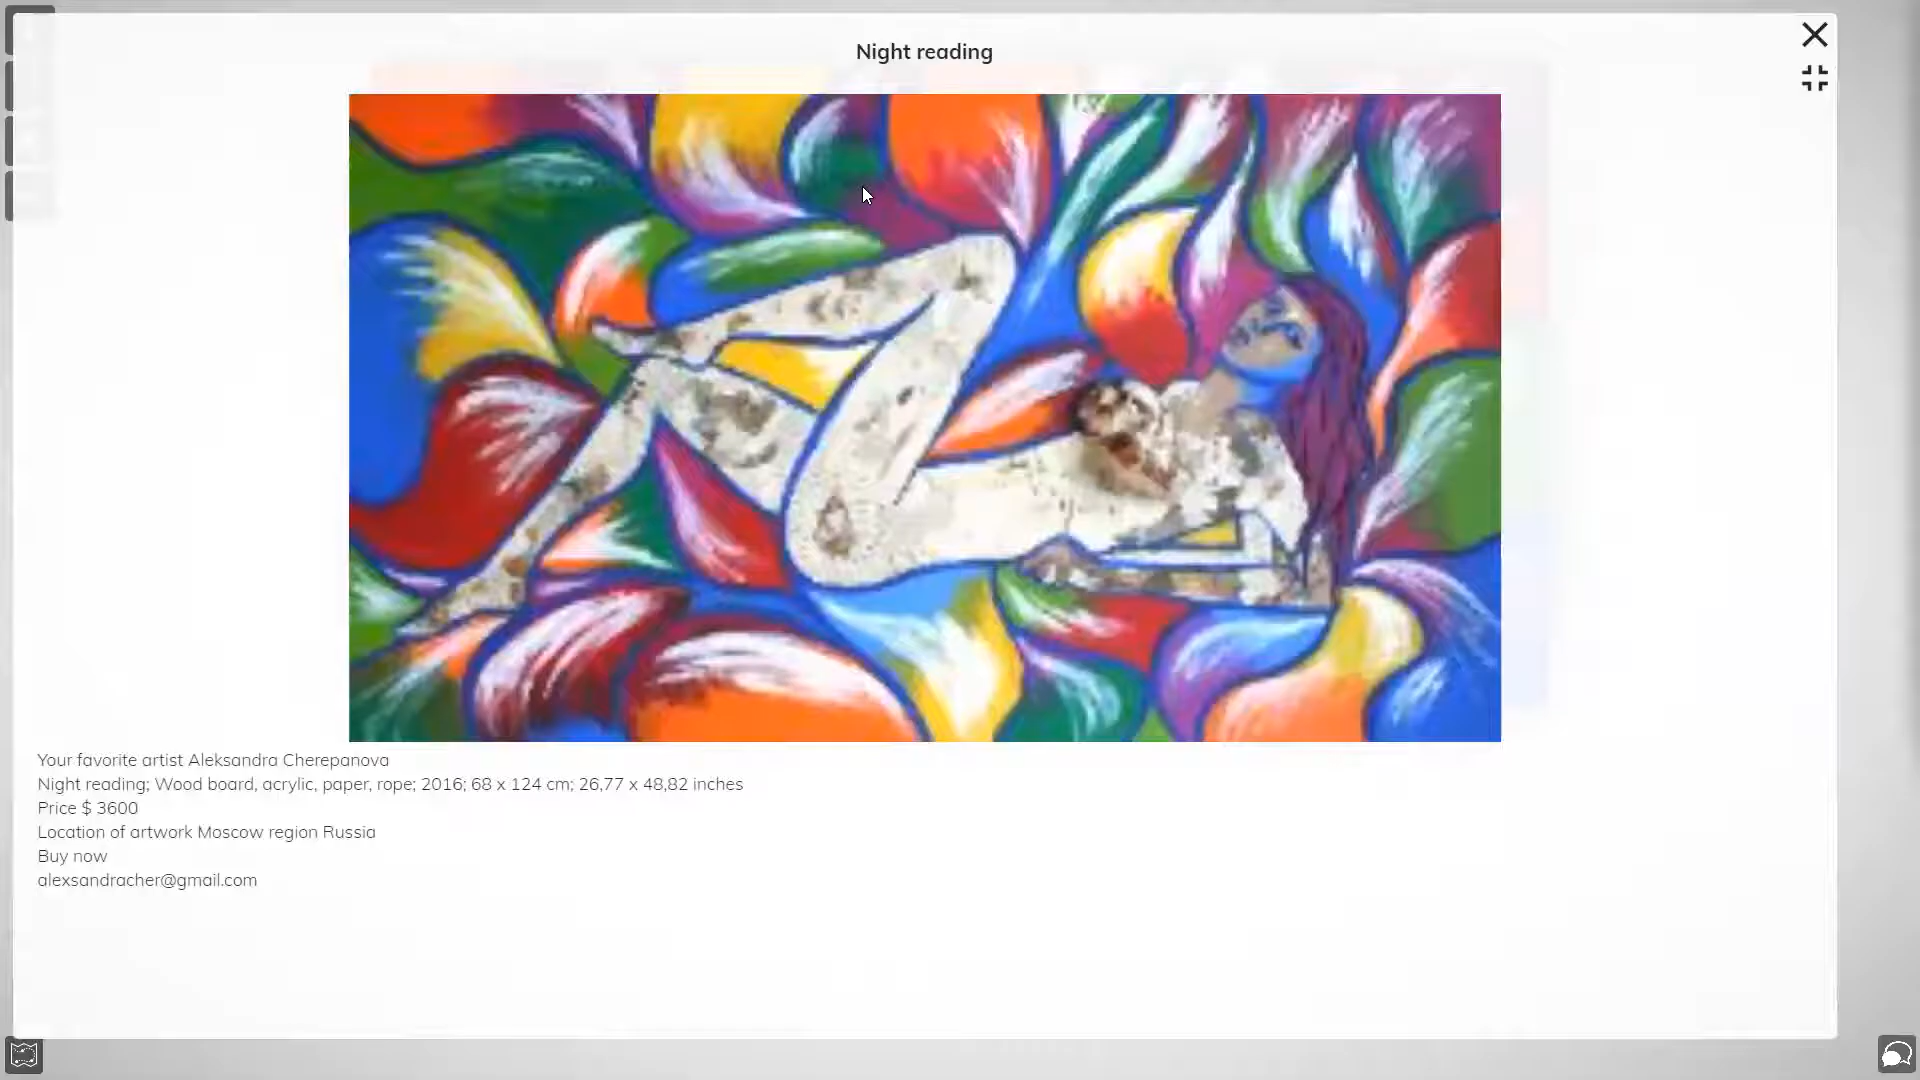 Night reading
Your favorite artist Aleksandra Cherepanova
Night reading; Wood board, acrylic, paper, rope; 2016; 68 x 124 cm; 26,77 x 48,82 inches
Price $ 3600
Location of artwork Moscow region Russia
Buy now
alexsandracher@gmail.com